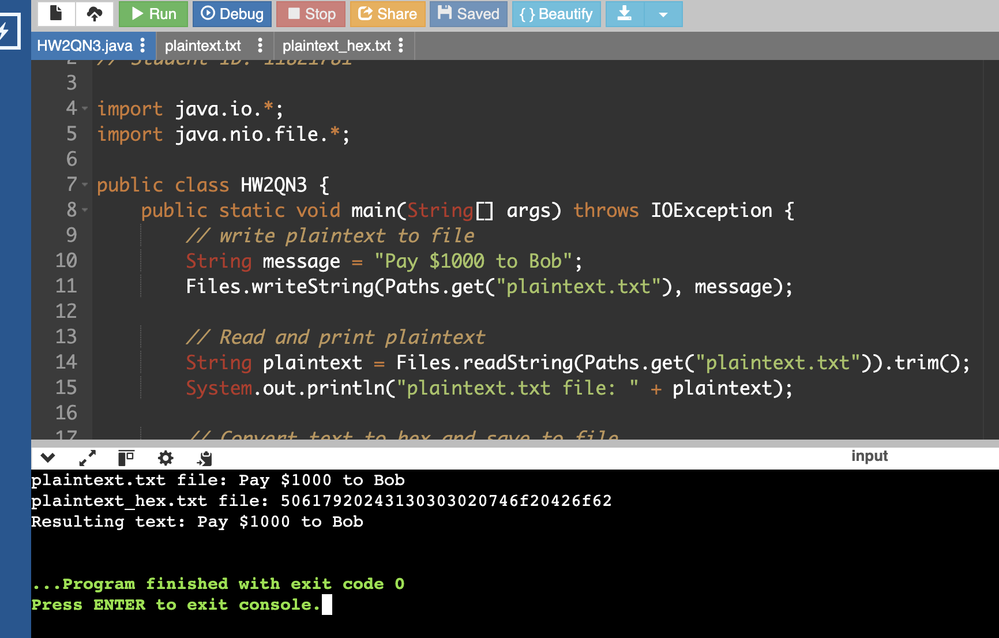 Run Debug Stop Share Saved { } Beautify
HW2QN3.java plaintext.txt plaintext_hex.txt
2 // Student ID: 11821781
3
4 import java.io.*;
5 import java.nio.file.*;
6
7 public class HW2QN3 {
8 public static void main(String[] args) throws IOException {
9 // write plaintext to file
10 String message = "Pay $1000 to Bob";
11 Files.writeString(Paths.get("plaintext.txt"), message);
12
13 // Read and print plaintext
14 String plaintext = Files.readString(Paths.get("plaintext.txt")).trim();
15 System.out.println("plaintext.txt file: " + plaintext);
16
17 // Convert text to hex and save to file
input
plaintext.txt file: Pay $1000 to Bob
plaintext_hex.txt file: 50617920243130303020746f20426f62
Resulting text: Pay $1000 to Bob
...Program finished with exit code 0
Press ENTER to exit console.